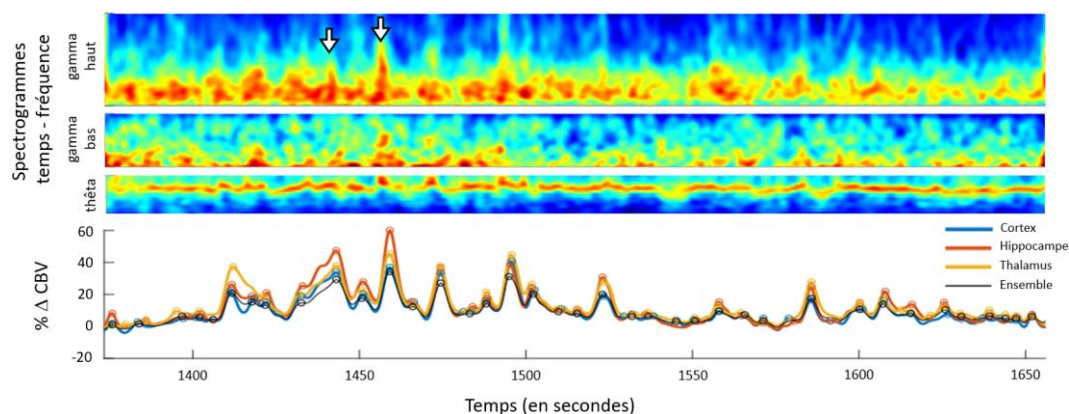 Spectrogrammes
temps - fréquence
gamma
haut
gamma
bas
thêta
% Δ CBV
60
40
20
0
-20
Cortex
Hippocampe
Thalamus
Ensemble
1400
1450
1500
1550
1600
1650
Temps (en secondes)